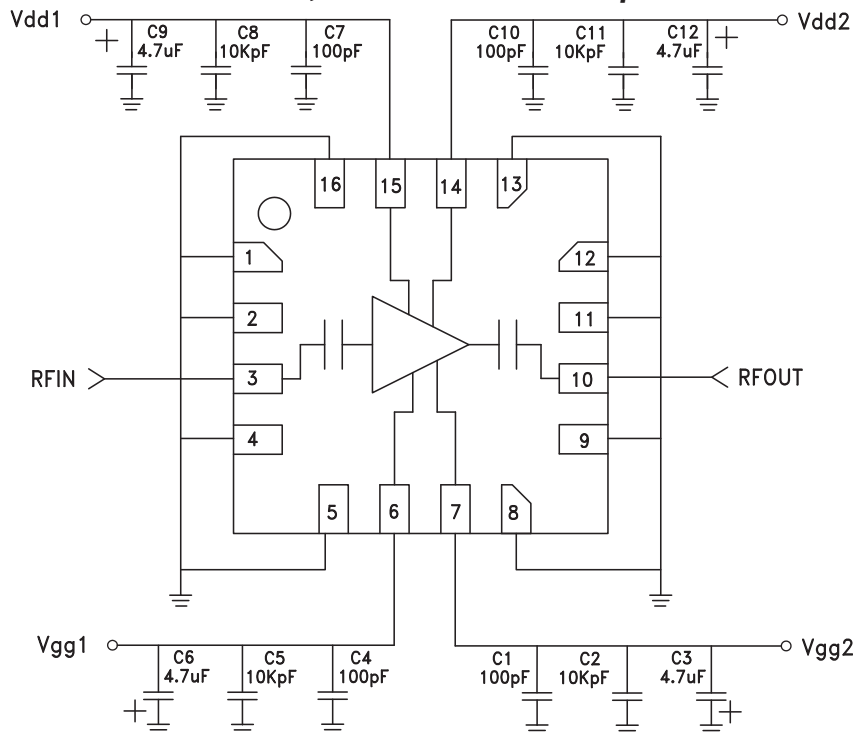 Vdd1
C9
4.7uF
C8
10KpF
C7
100pF
C10
100pF
C11
10KpF
C12
4.7uF
Vdd2
+
+
16
15
14
13
1
12
2
11
RFIN
3
10
RFOUT
4
9
5
6
7
8
Vgg1
C6
4.7uF
C5
10KpF
C4
100pF
C1
100pF
C2
10KpF
C3
4.7uF
Vgg2
+
+